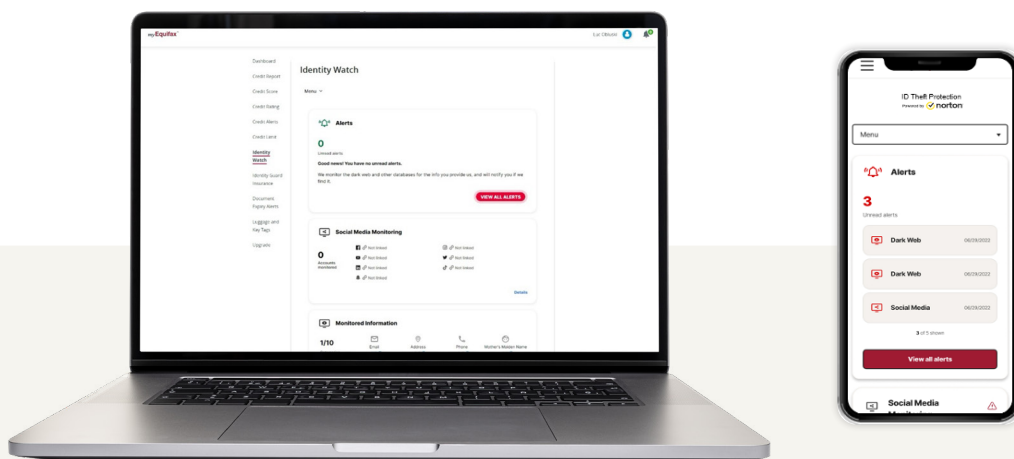 my Equifax
Dashboard
Credit Report
Credit Score
Credit Rating
Credit Alerts
Credit Limit
Identity
Watch
Identity Guard
Insurance
Document
Expiry Alerts
Luggage and
Key Tags
Upgrade
Identity Watch
Menu
Alerts
0
Unread alerts
Good news! You have no unread alerts.
We monitor the dark web and other databases for the info you provide us, and will notify you if we
find it.
VIEW ALL ALERTS
Social Media Monitoring
0
Accounts
monitored
Not linked
Not linked
Not linked
Not linked
Not linked
Not linked
Not linked
Details
Monitored Information
1/10
Email
Address
Phone
Mother's Maiden Name
ID Theft Protection
Powered by norton
Menu
Alerts
3
Unread alerts
Dark Web
Dark Web
Social Media
3 of 5 shown
View all alerts
Social Media
Monitoring